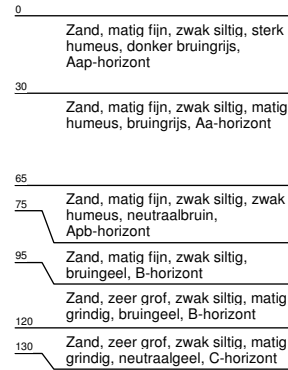 0
Zand, matig fijn, zwak siltig, sterk
humeus, donker bruingrijs,
Aap-horizont
30
Zand, matig fijn, zwak siltig, matig
humeus, bruingrijs, Aa-horizont
65
Zand, matig fijn, zwak siltig, zwak
75
humeus, neutraalbruin,
Apb-horizont
95
Zand, matig fijn, zwak siltig,
bruingeel, B-horizont
Zand, zeer grof, zwak siltig, matig
grindig, bruingeel, B-horizont
120
Zand, zeer grof, zwak siltig, matig
130
grindig, neutraalgeel, C-horizont